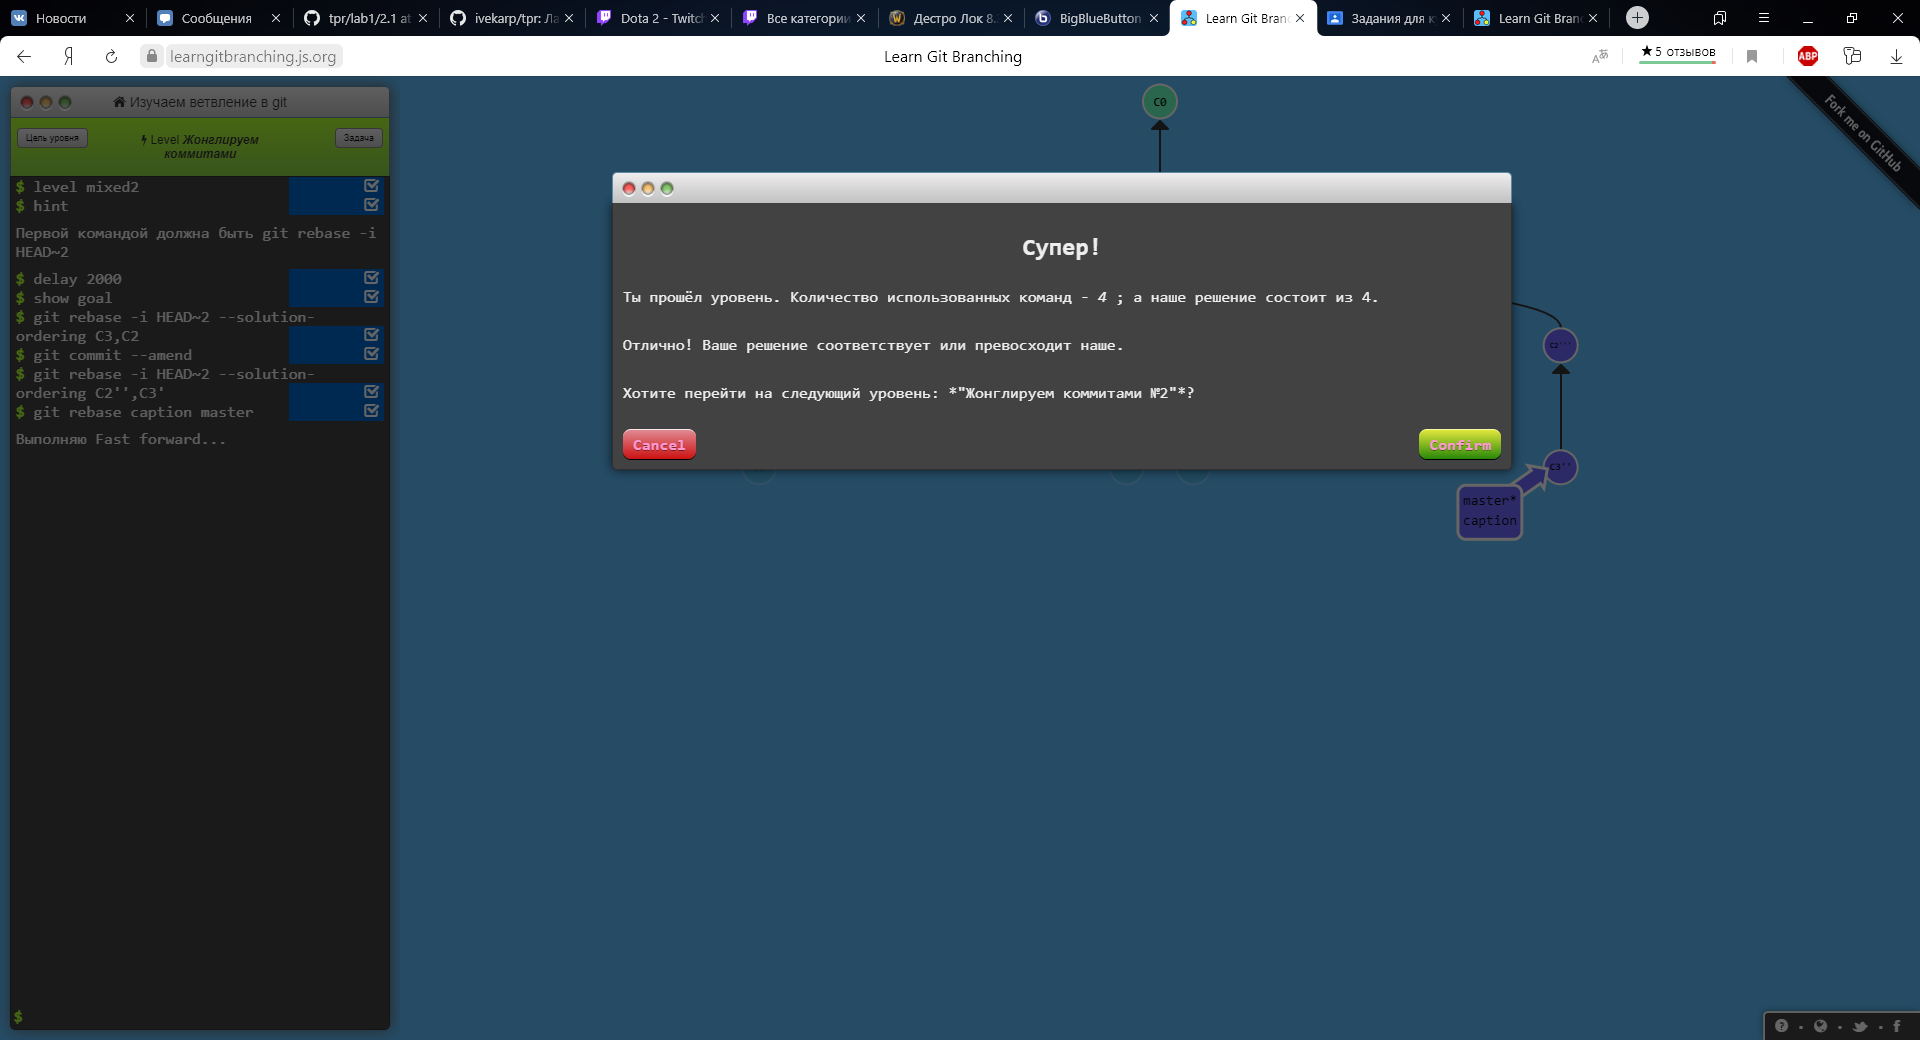 Новости
Сообщения
tpr/lab1/2.1 at
ivekarp/tpr: Ла
Dota 2 - Twitch
Все категории
Дестро Лок 8.
BigBlueButton
Learn Git Bran
Задания для к
Learn Git Bran
learngitbranching.js.org
Learn Git Branching
★5 отзывов
ABP
Изучаем ветвление в git
Цель уровня
Level Жонглируем
коммитами
Задача
$ level mixed2
$ hint
Первой командой должна быть git rebase -i
HEAD~2
$ delay 2000
$ show goal
$ git rebase -i HEAD~2 --solution-
ordering C3,C2
$ git commit --amend
$ git rebase -i HEAD~2 --solution-
ordering C2'',C3'
$ git rebase caption master
Выполняю Fast forward...
$
C0
Fork me on GitHub
Супер!
Ты прошёл уровень. Количество использованных команд - 4 ; а наше решение состоит из 4.
Отлично! Ваше решение соответствует или превосходит наше.
Хотите перейти на следующий уровень: *"Жонглируем коммитами №2"*?
Cancel
Confirm
C2'''
C3''
master*
caption